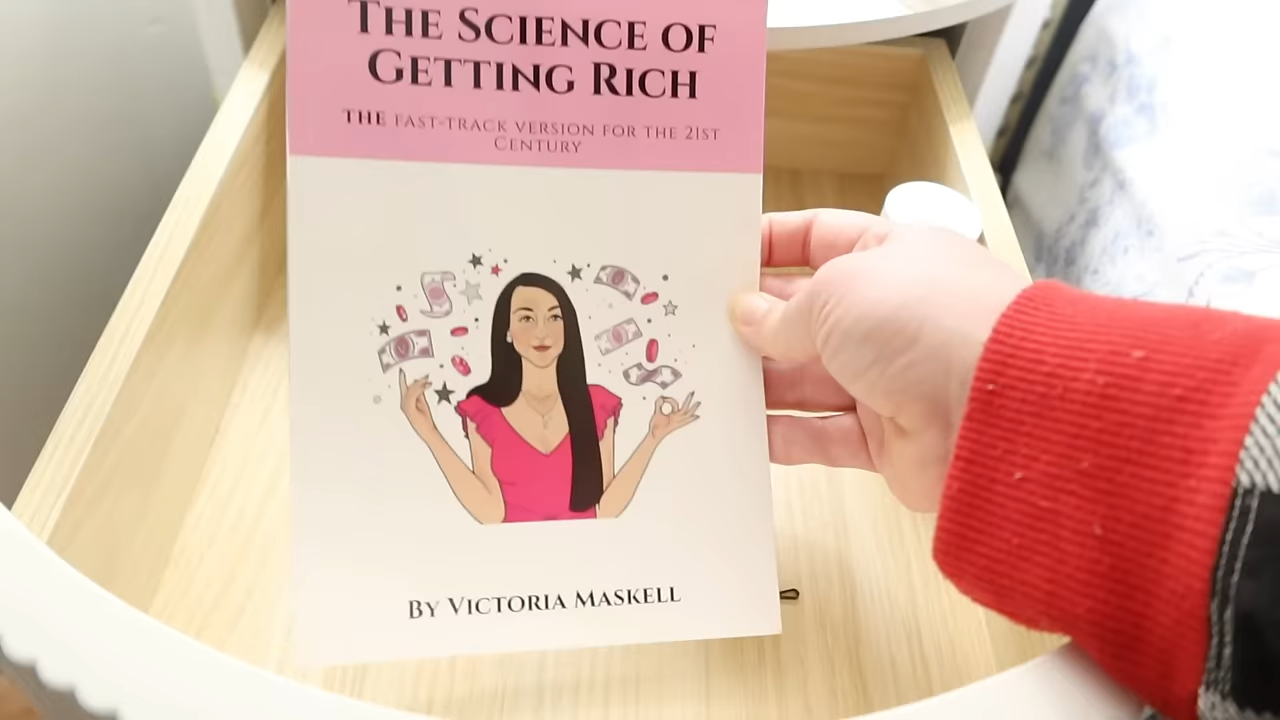 THE SCIENCE OF
GETTING RICH
THE FAST-TRACK VERSION FOR THE 21ST
CENTURY
BY VICTORIA MASKELL